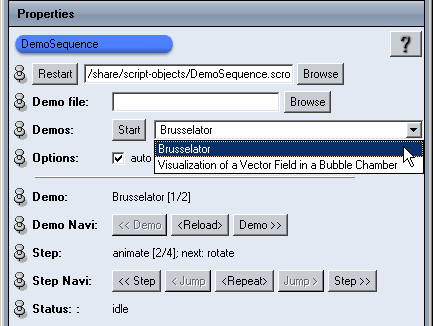 Properties
DemoSequence
?
Restart /share/script-objects/DemoSequence.scro Browse
Demo file: Browse
Demos: Start Brusselator
Brusselator
Options: auto Visualization of a Vector Field in a Bubble Chamber
Demo: Brusselator [1/2]
Demo Navi: << Demo <Reload> Demo >>
Step: animate [2/4]; next: rotate
Step Navi: << Step < Jump <Repeat> Jump > Step >>
Status: : idle